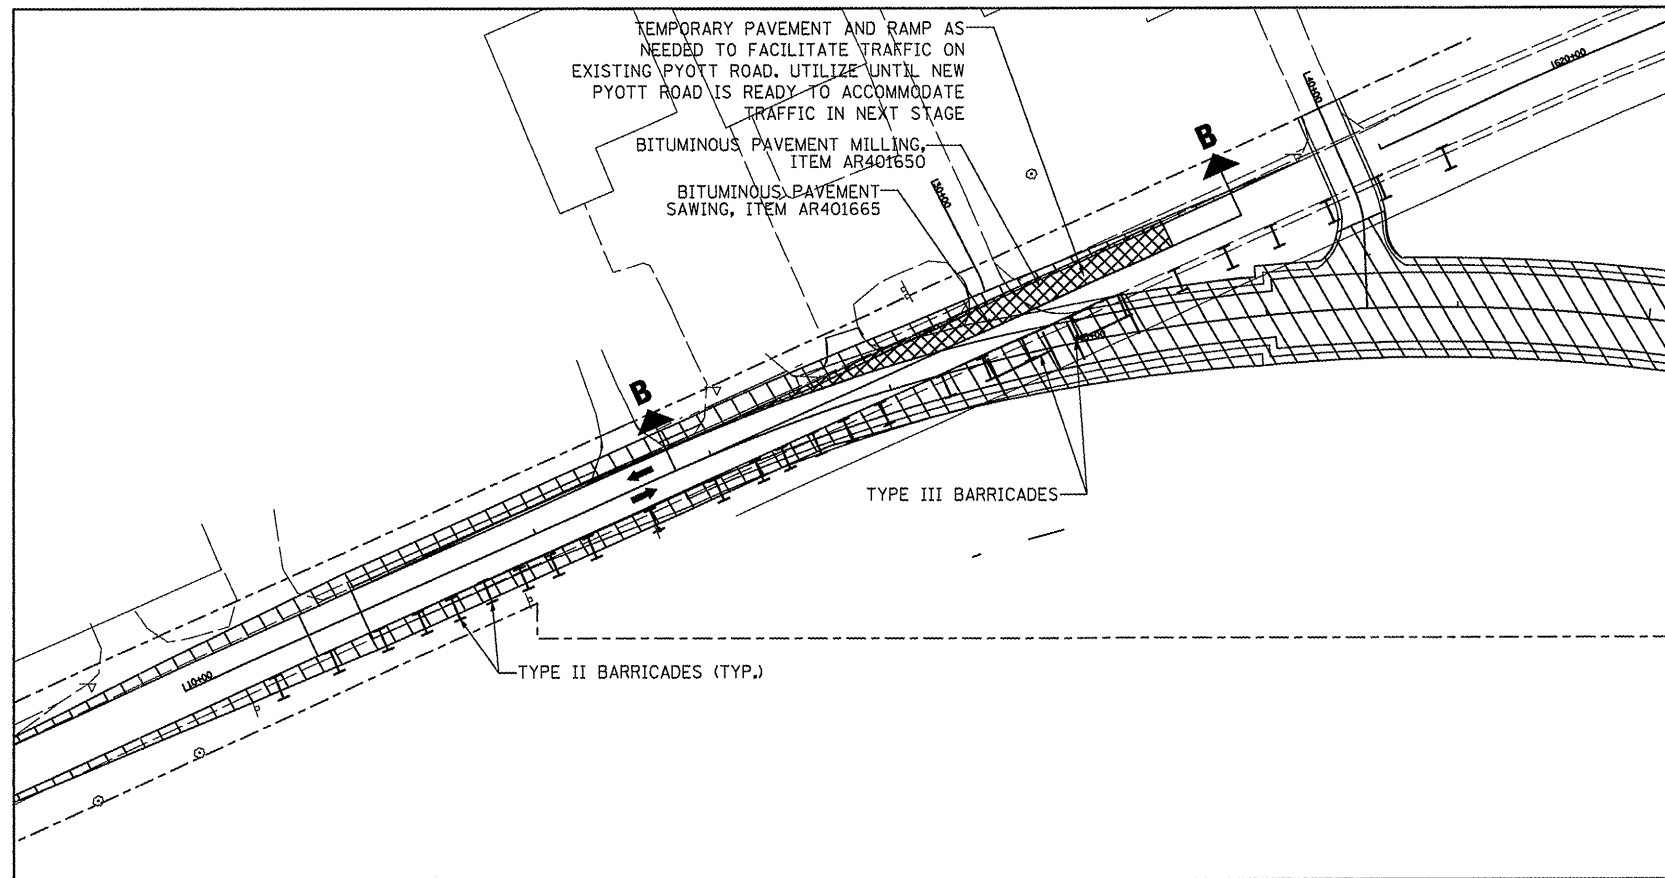 TEMPORARY PAVEMENT AND RAMP AS
NEEDED TO FACILITATE TRAFFIC ON
EXISTING PYOTT ROAD. UTILIZE UNTIL NEW
PYOTT ROAD IS READY TO ACCOMMODATE
TRAFFIC IN NEXT STAGE
BITUMINOUS PAVEMENT MILLING,
ITEM AR401650
BITUMINOUS PAVEMENT
SAWING, ITEM AR401665
B
B
TYPE III BARRICADES
TYPE II BARRICADES (TYP.)